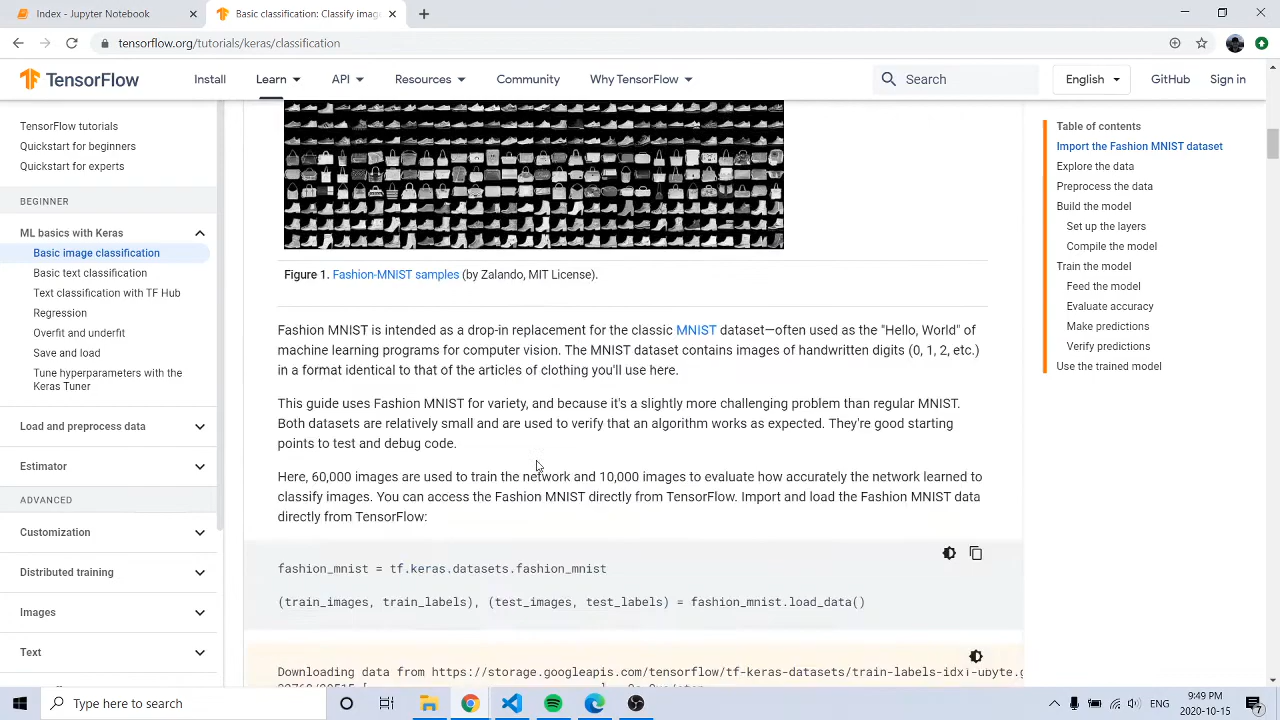 Index - Jupyter Notebook
Basic classification: Classify imag
tensorflow.org/tutorials/keras/classification
TensorFlow
Install
Learn
API
Resources
Community
Why TensorFlow
Search
English
GitHub
Sign in
TensorFlow tutorials
Quickstart for beginners
Quickstart for experts
BEGINNER
ML basics with Keras
Basic image classification
Basic text classification
Text classification with TF Hub
Regression
Overfit and underfit
Save and load
Tune hyperparameters with the
Keras Tuner
Load and preprocess data
Estimator
ADVANCED
Customization
Distributed training
Images
Text
Figure 1. Fashion-MNIST samples (by Zalando, MIT License).
Fashion MNIST is intended as a drop-in replacement for the classic MNIST dataset—often used as the "Hello, World" of
machine learning programs for computer vision. The MNIST dataset contains images of handwritten digits (0, 1, 2, etc.)
in a format identical to that of the articles of clothing you'll use here.
This guide uses Fashion MNIST for variety, and because it's a slightly more challenging problem than regular MNIST.
Both datasets are relatively small and are used to verify that an algorithm works as expected. They're good starting
points to test and debug code.
Here, 60,000 images are used to train the network and 10,000 images to evaluate how accurately the network learned to
classify images. You can access the Fashion MNIST directly from TensorFlow. Import and load the Fashion MNIST data
directly from TensorFlow:
fashion_mnist = tf.keras.datasets.fashion_mnist
(train_images, train_labels), (test_images, test_labels) = fashion_mnist.load_data()
Downloading data from https://storage.googleapis.com/tensorflow/tf-keras-datasets/train-labels-idx1-ubyte.g
Table of contents
Import the Fashion MNIST dataset
Explore the data
Preprocess the data
Build the model
Set up the layers
Compile the model
Train the model
Feed the model
Evaluate accuracy
Make predictions
Verify predictions
Use the trained model
Type here to search
9:49 PM
2020-10-15
7